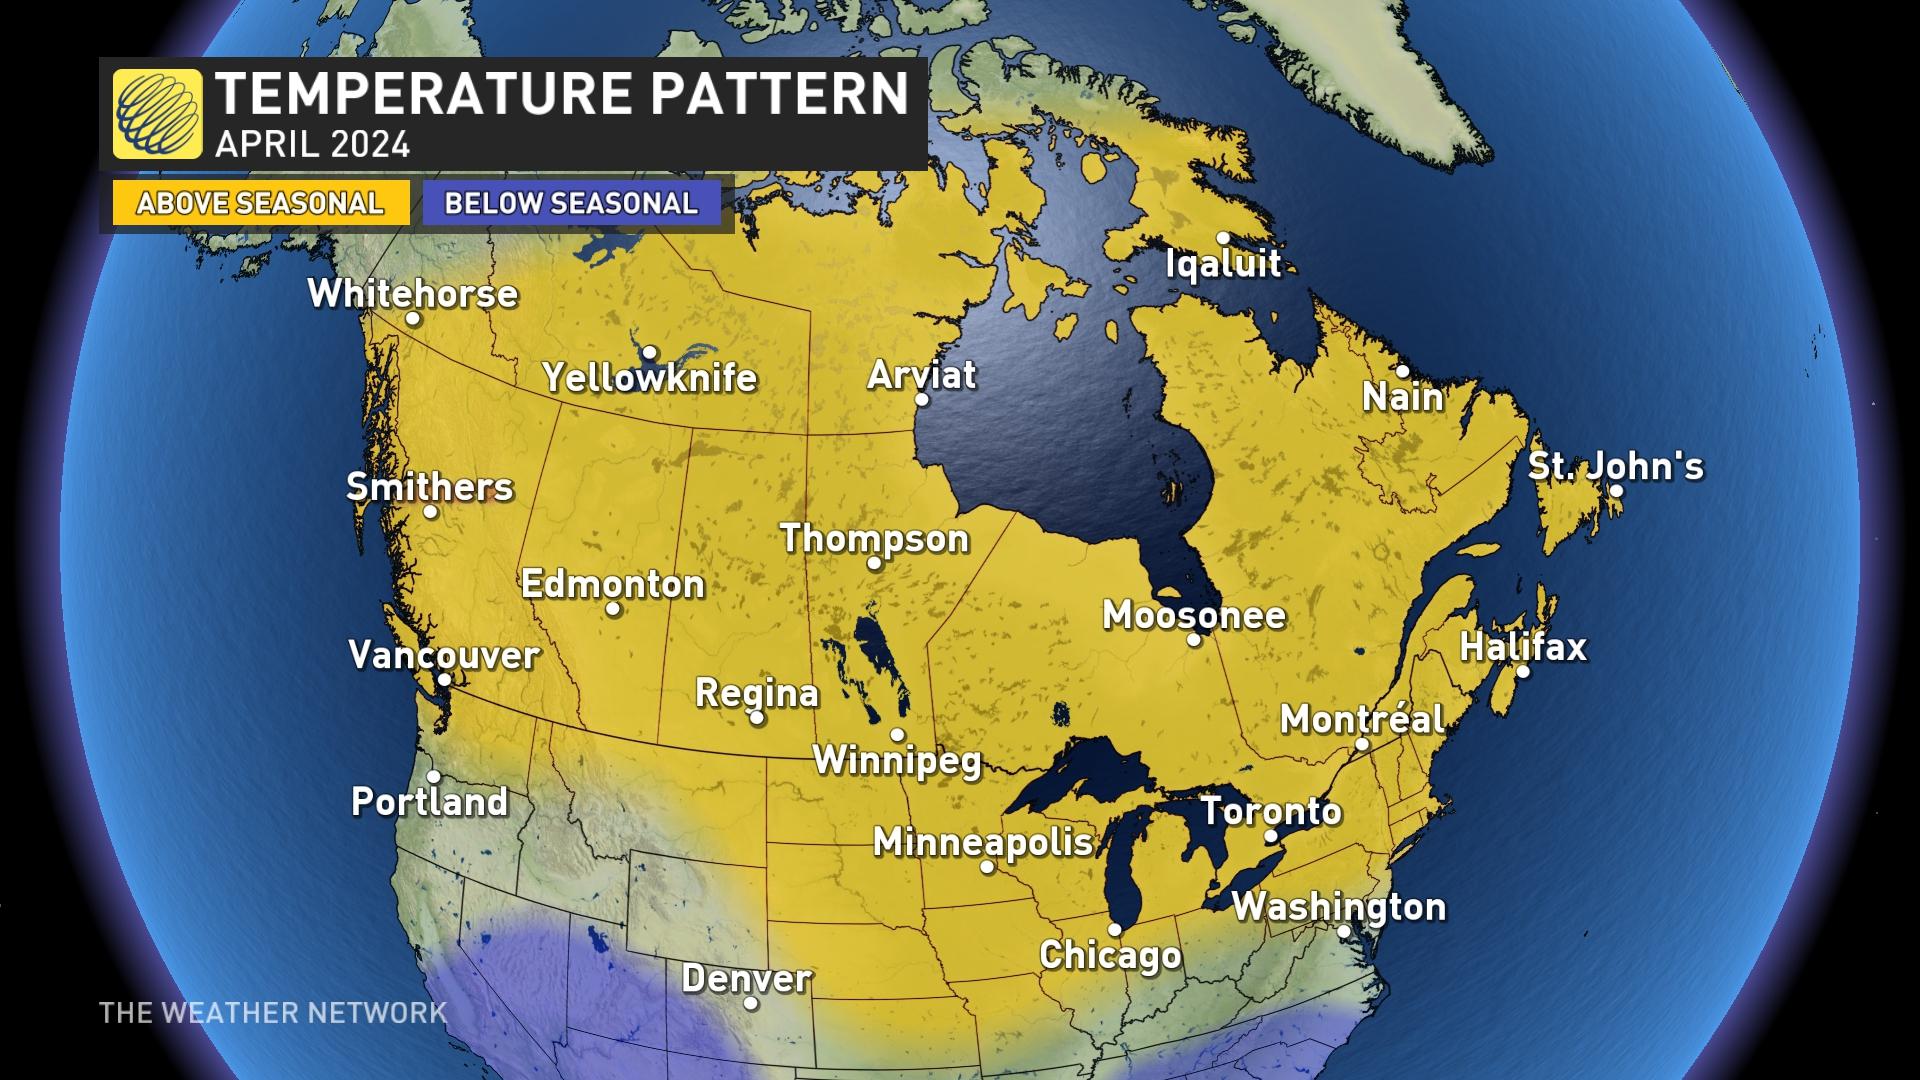 TEMPERATURE PATTERN
APRIL 2024
ABOVE SEASONAL
BELOW SEASONAL
Iqaluit
Whitehorse
Yellowknife
Arviat
Nain
St. John's
Smithers
Thompson
Edmonton
Moosonee
Halifax
Vancouver
Regina
Montréal
Winnipeg
Portland
Toronto
Minneapolis
Washington
Chicago
Denver
THE WEATHER NETWORK